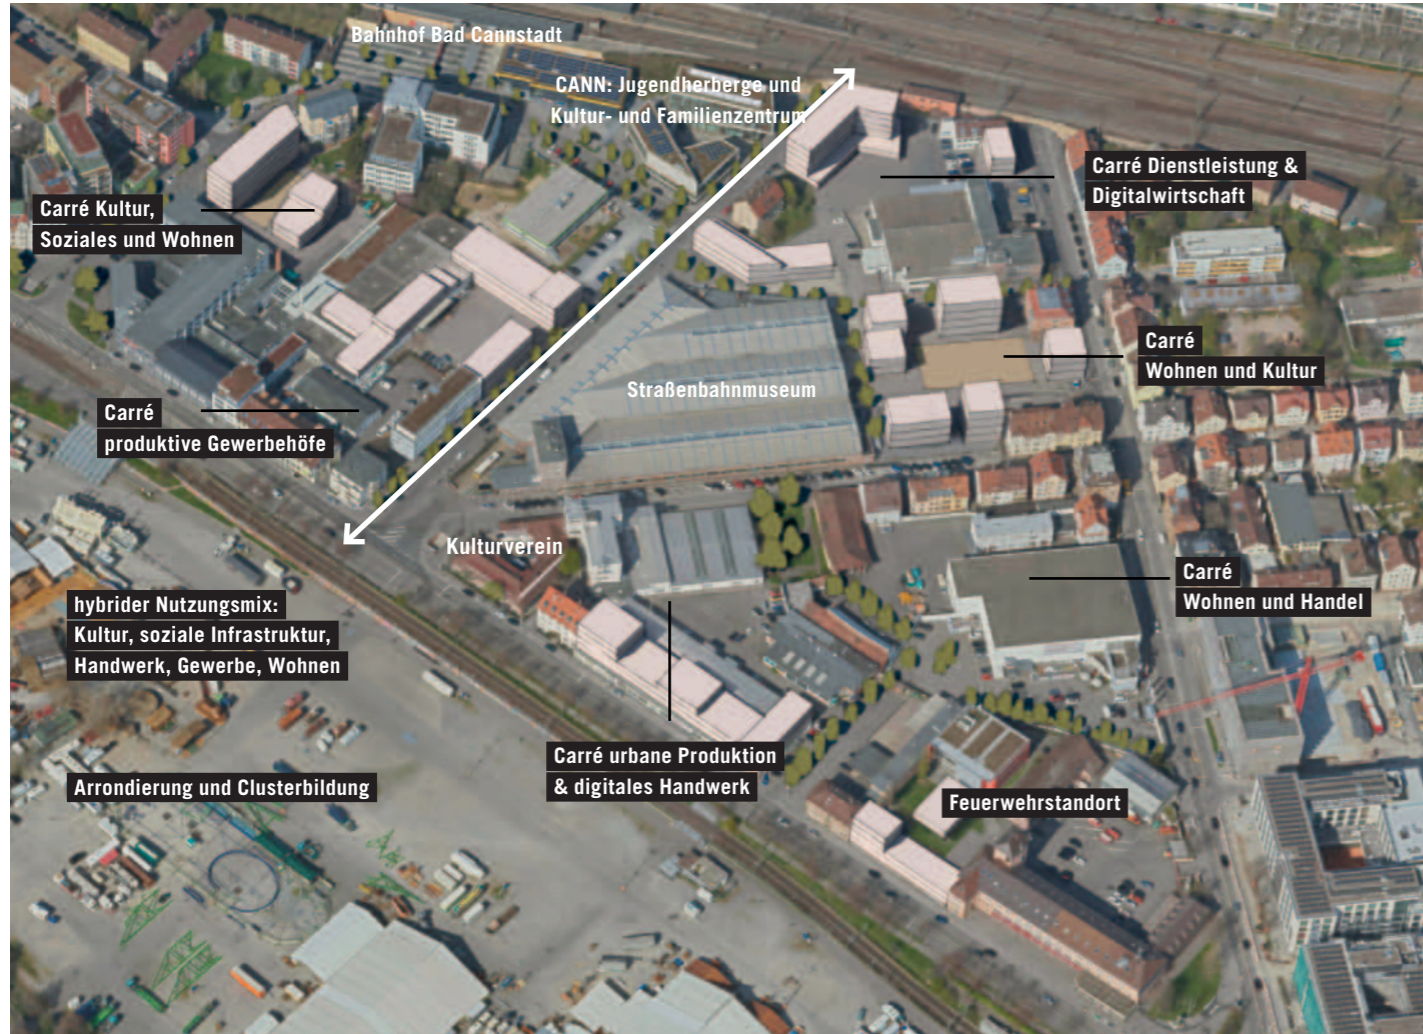 Bahnhof Bad Cannstadt
CANN: Jugendherberge und
Kultur- und Familienzentrum
Carré Dienstleistung &
Digitalwirtschaft
Carré Kultur,
Soziales und Wohnen
Carré
Wohnen und Kultur
Straßenbahnmuseum
Carré
produktive Gewerbehöfe
Kulturverein
Carré
Wohnen und Handel
hybrider Nutzungsmix:
Kultur, soziale Infrastruktur,
Handwerk, Gewerbe, Wohnen
Carré urbane Produktion
& digitales Handwerk
Arrondierung und Clusterbildung
Feuerwehrstandort